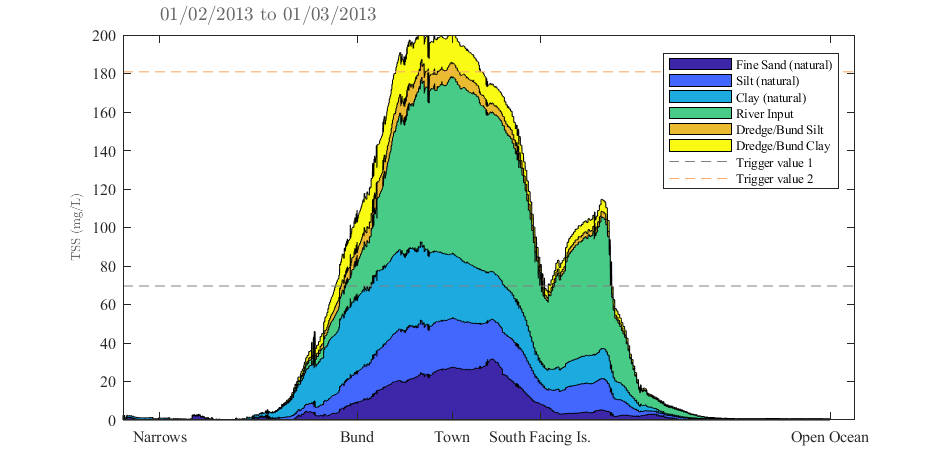 01/02/2013 to 01/03/2013
TSS (mg/L)
200
180
160
140
120
100
80
60
40
20
0
Fine Sand (natural)
Silt (natural)
Clay (natural)
River Input
Dredge/Bund Silt
Dredge/Bund Clay
Trigger value 1
Trigger value 2
Narrows Bund Town South Facing Is. Open Ocean